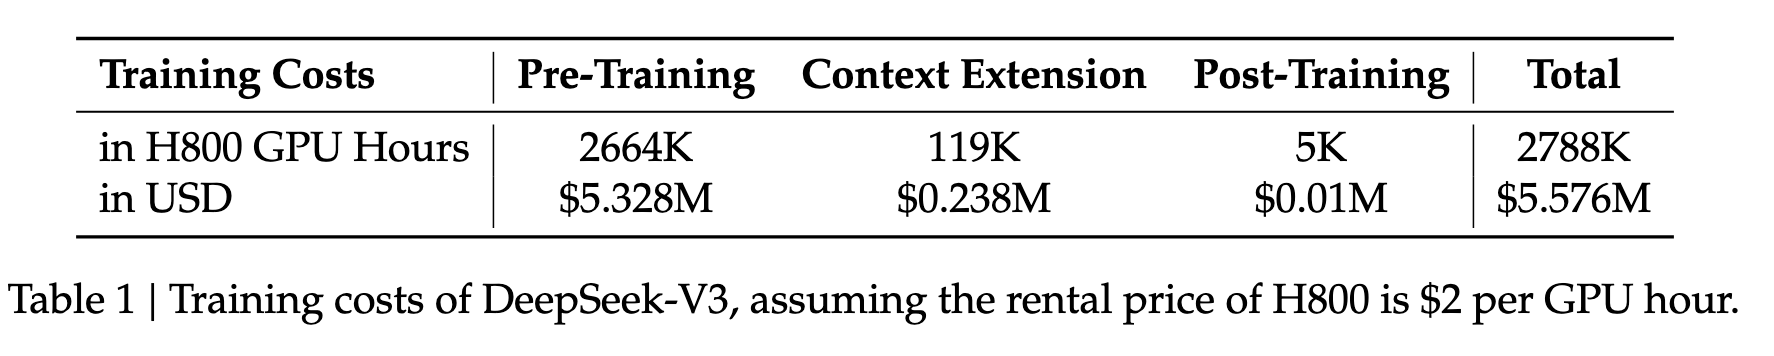 Training Costs Pre-Training Context Extension Post-Training Total
in H800 GPU Hours 2664K 119K 5K 2788K
in USD $5.328M $0.238M $0.01M $5.576M
Table 1 | Training costs of DeepSeek-V3, assuming the rental price of H800 is $2 per GPU hour.